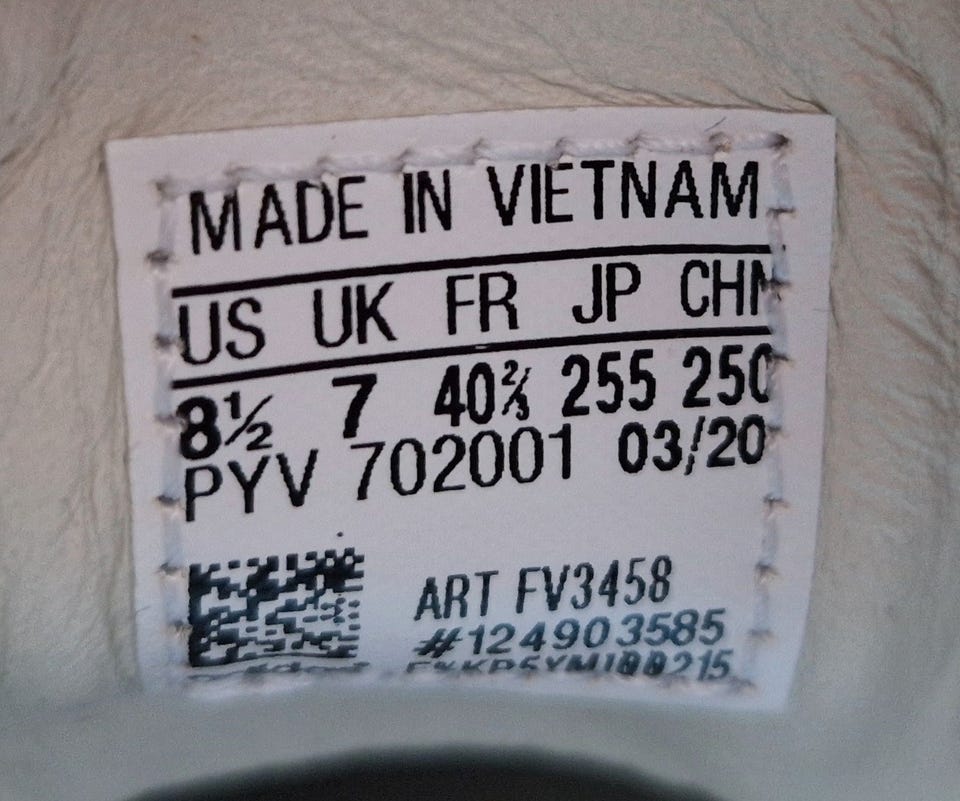 MADE IN VIETNAM
US UK FR JP CHN
8½ 7 40⅔ 255 250
PYV 702001 03/20
ART FV3458
#124903585